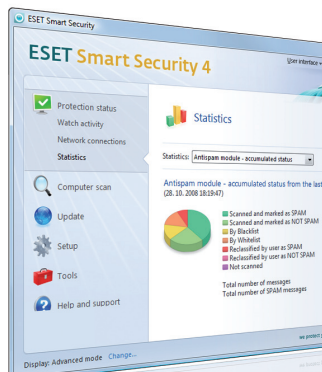 ESET Smart Security
ESET Smart Security 4
User interface
Protection status
Watch activity
Network connections
Statistics
Computer scan
Update
Setup
Tools
Help and support
Display: Advanced mode Change...
Statistics
Statistics: Antispam module - accumulated status
Antispam module - accumulated status from the last
(28. 10. 2008 18:19:47)
Scanned and marked as SPAM
Scanned and marked as NOT SPAM
By Blacklist
By Whitelist
Reclassified by user as SPAM
Reclassified by user as NOT SPAM
Not scanned
Total number of messages
Total number of SPAM messages
we protect